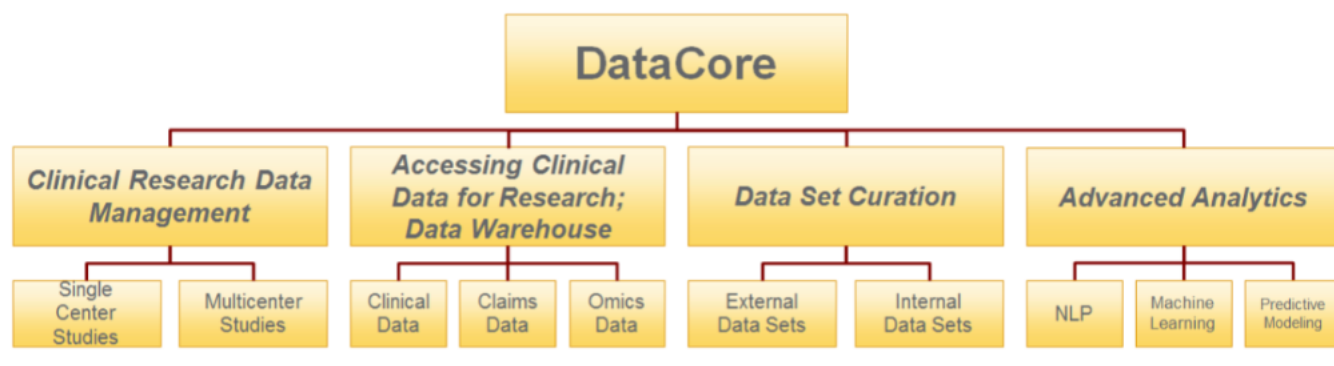 DataCore
Clinical Research Data
Management
Accessing Clinical
Data for Research;
Data Warehouse
Data Set Curation
Advanced Analytics
Single
Center
Studies
Multicenter
Studies
Clinical
Data
Claims
Data
Omics
Data
External
Data Sets
Internal
Data Sets
NLP
Machine
Learning
Predictive
Modeling